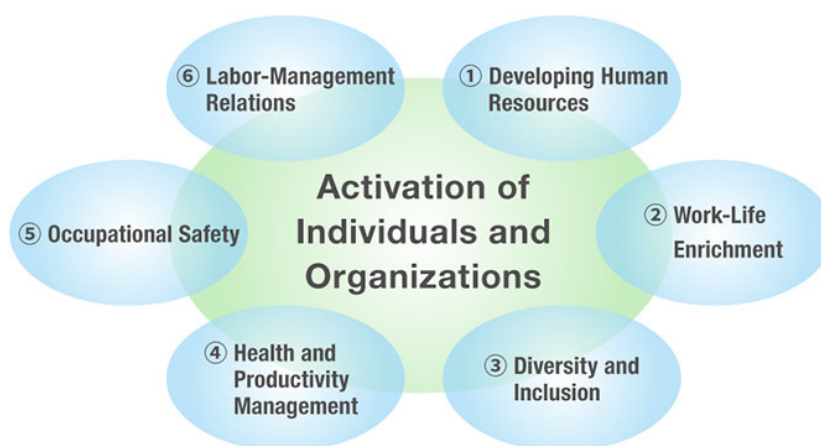 Activation of
Individuals and
Organizations
① Developing Human
Resources
② Work-Life
Enrichment
③ Diversity and
Inclusion
④ Health and
Productivity
Management
⑤ Occupational Safety
⑥ Labor-Management
Relations